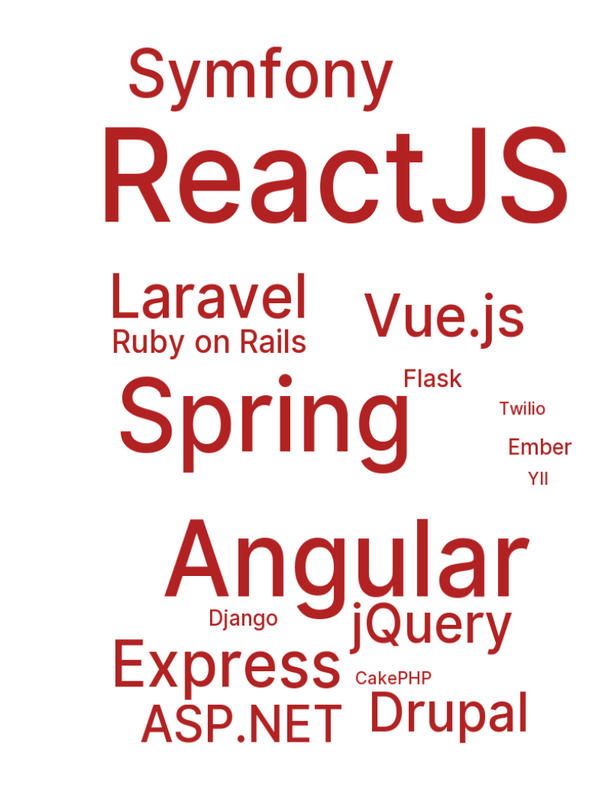 Symfony
ReactJS
Laravel
Vue.js
Ruby on Rails
Flask
Spring
Twilio
Ember
YII
Angular
Django
jQuery
Express
CakePHP
Drupal
ASP.NET